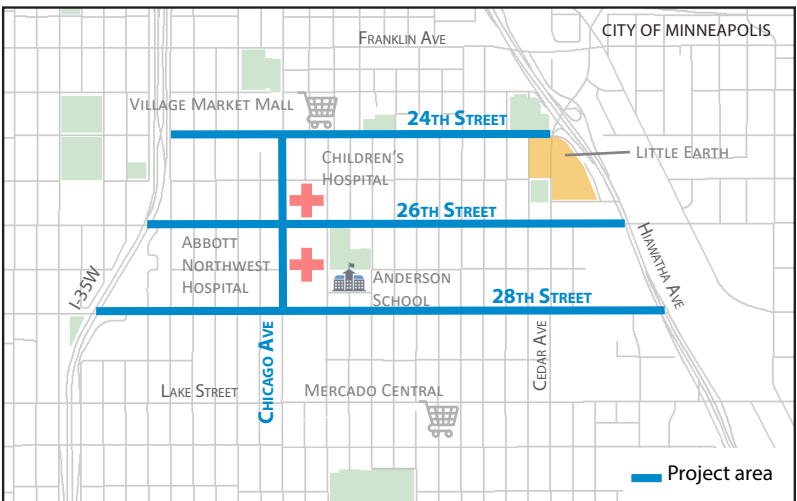 CITY OF MINNEAPOLIS
FRANKLIN AVE
VILLAGE MARKET MALL
24TH STREET
CHILDREN'S
HOSPITAL
LITTLE EARTH
26TH STREET
HIAWATHA AVE
ABBOTT
NORTHWEST
HOSPITAL
ANDERSON
SCHOOL
I-35W
28TH STREET
CHICAGO AVE
CEDAR AVE
LAKE STREET
MERCADO CENTRAL
Project area